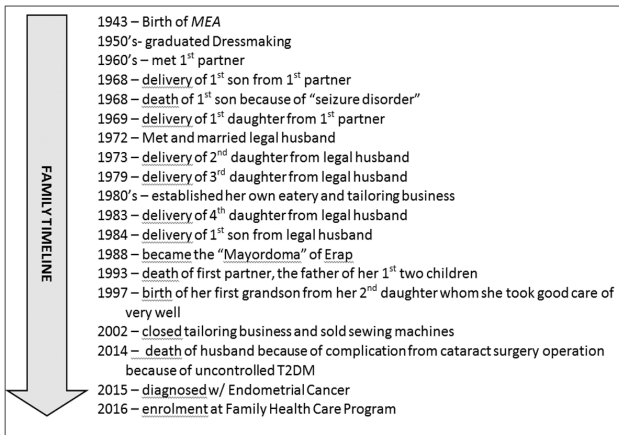 FAMILY TIMELINE
1943 – Birth of MEA
1950's- graduated Dressmaking
1960's – met 1st partner
1968 – delivery of 1st son from 1st partner
1968 – death of 1st son because of “seizure disorder”
1969 – delivery of 1st daughter from 1st partner
1972 – Met and married legal husband
1973 – delivery of 2nd daughter from legal husband
1979 – delivery of 3rd daughter from legal husband
1980's – established her own eatery and tailoring business
1983 – delivery of 4th daughter from legal husband
1984 – delivery of 1st son from legal husband
1988 – became the “Mayordoma” of Erap
1993 – death of first partner, the father of her 1st two children
1997 – birth of her first grandson from her 2nd daughter whom she took good care of
very well
2002 – closed tailoring business and sold sewing machines
2014 – death of husband because of complication from cataract surgery operation
because of uncontrolled T2DM
2015 – diagnosed w/ Endometrial Cancer
2016 – enrolment at Family Health Care Program